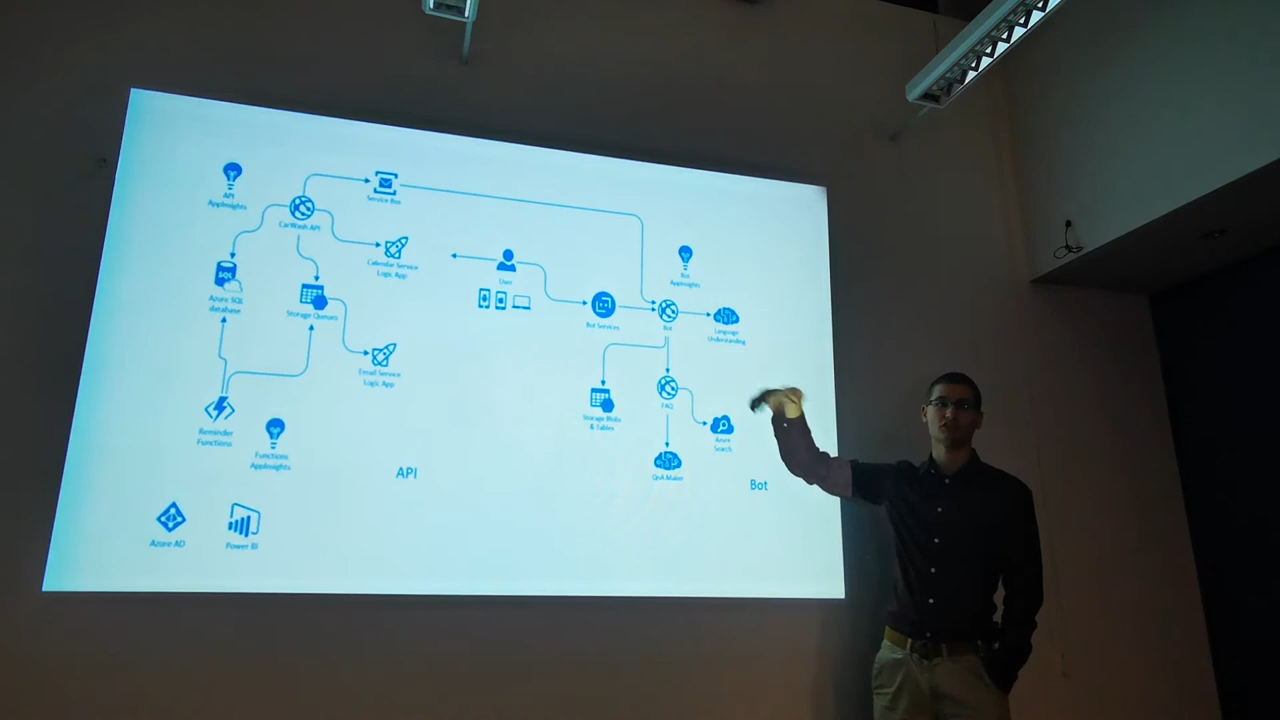 API
AppInsights
CarWash API
Service Bus
Calendar Service
Logic App
SQL
Azure SQL
database
Storage Queues
Email Service
Logic App
Reminder
Functions
Functions
AppInsights
API
Azure AD
Power BI
User
Bot Services
Bot
AppInsights
Bot
Language
Understanding
Storage Blobs
& Tables
FAQ
Azure
Search
QnA Maker
Bot